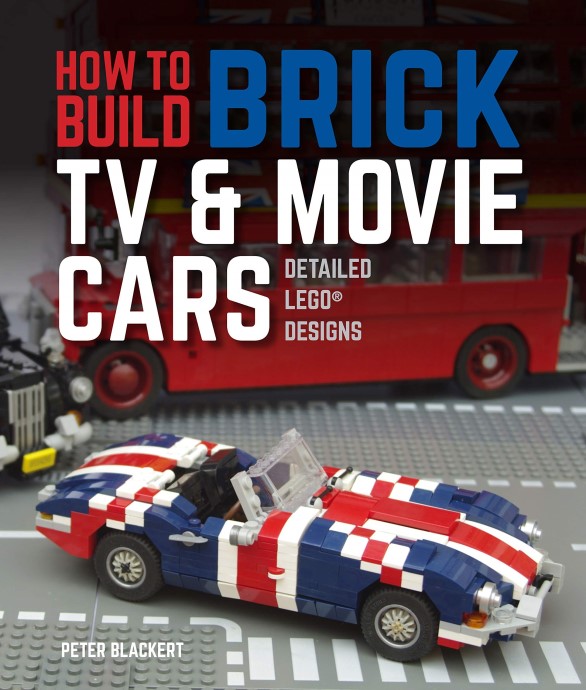 HOW TO
BUILD BRICK
TV & MOVIE
CARS
DETAILED
LEGO®
DESIGNS
PETER BLACKERT